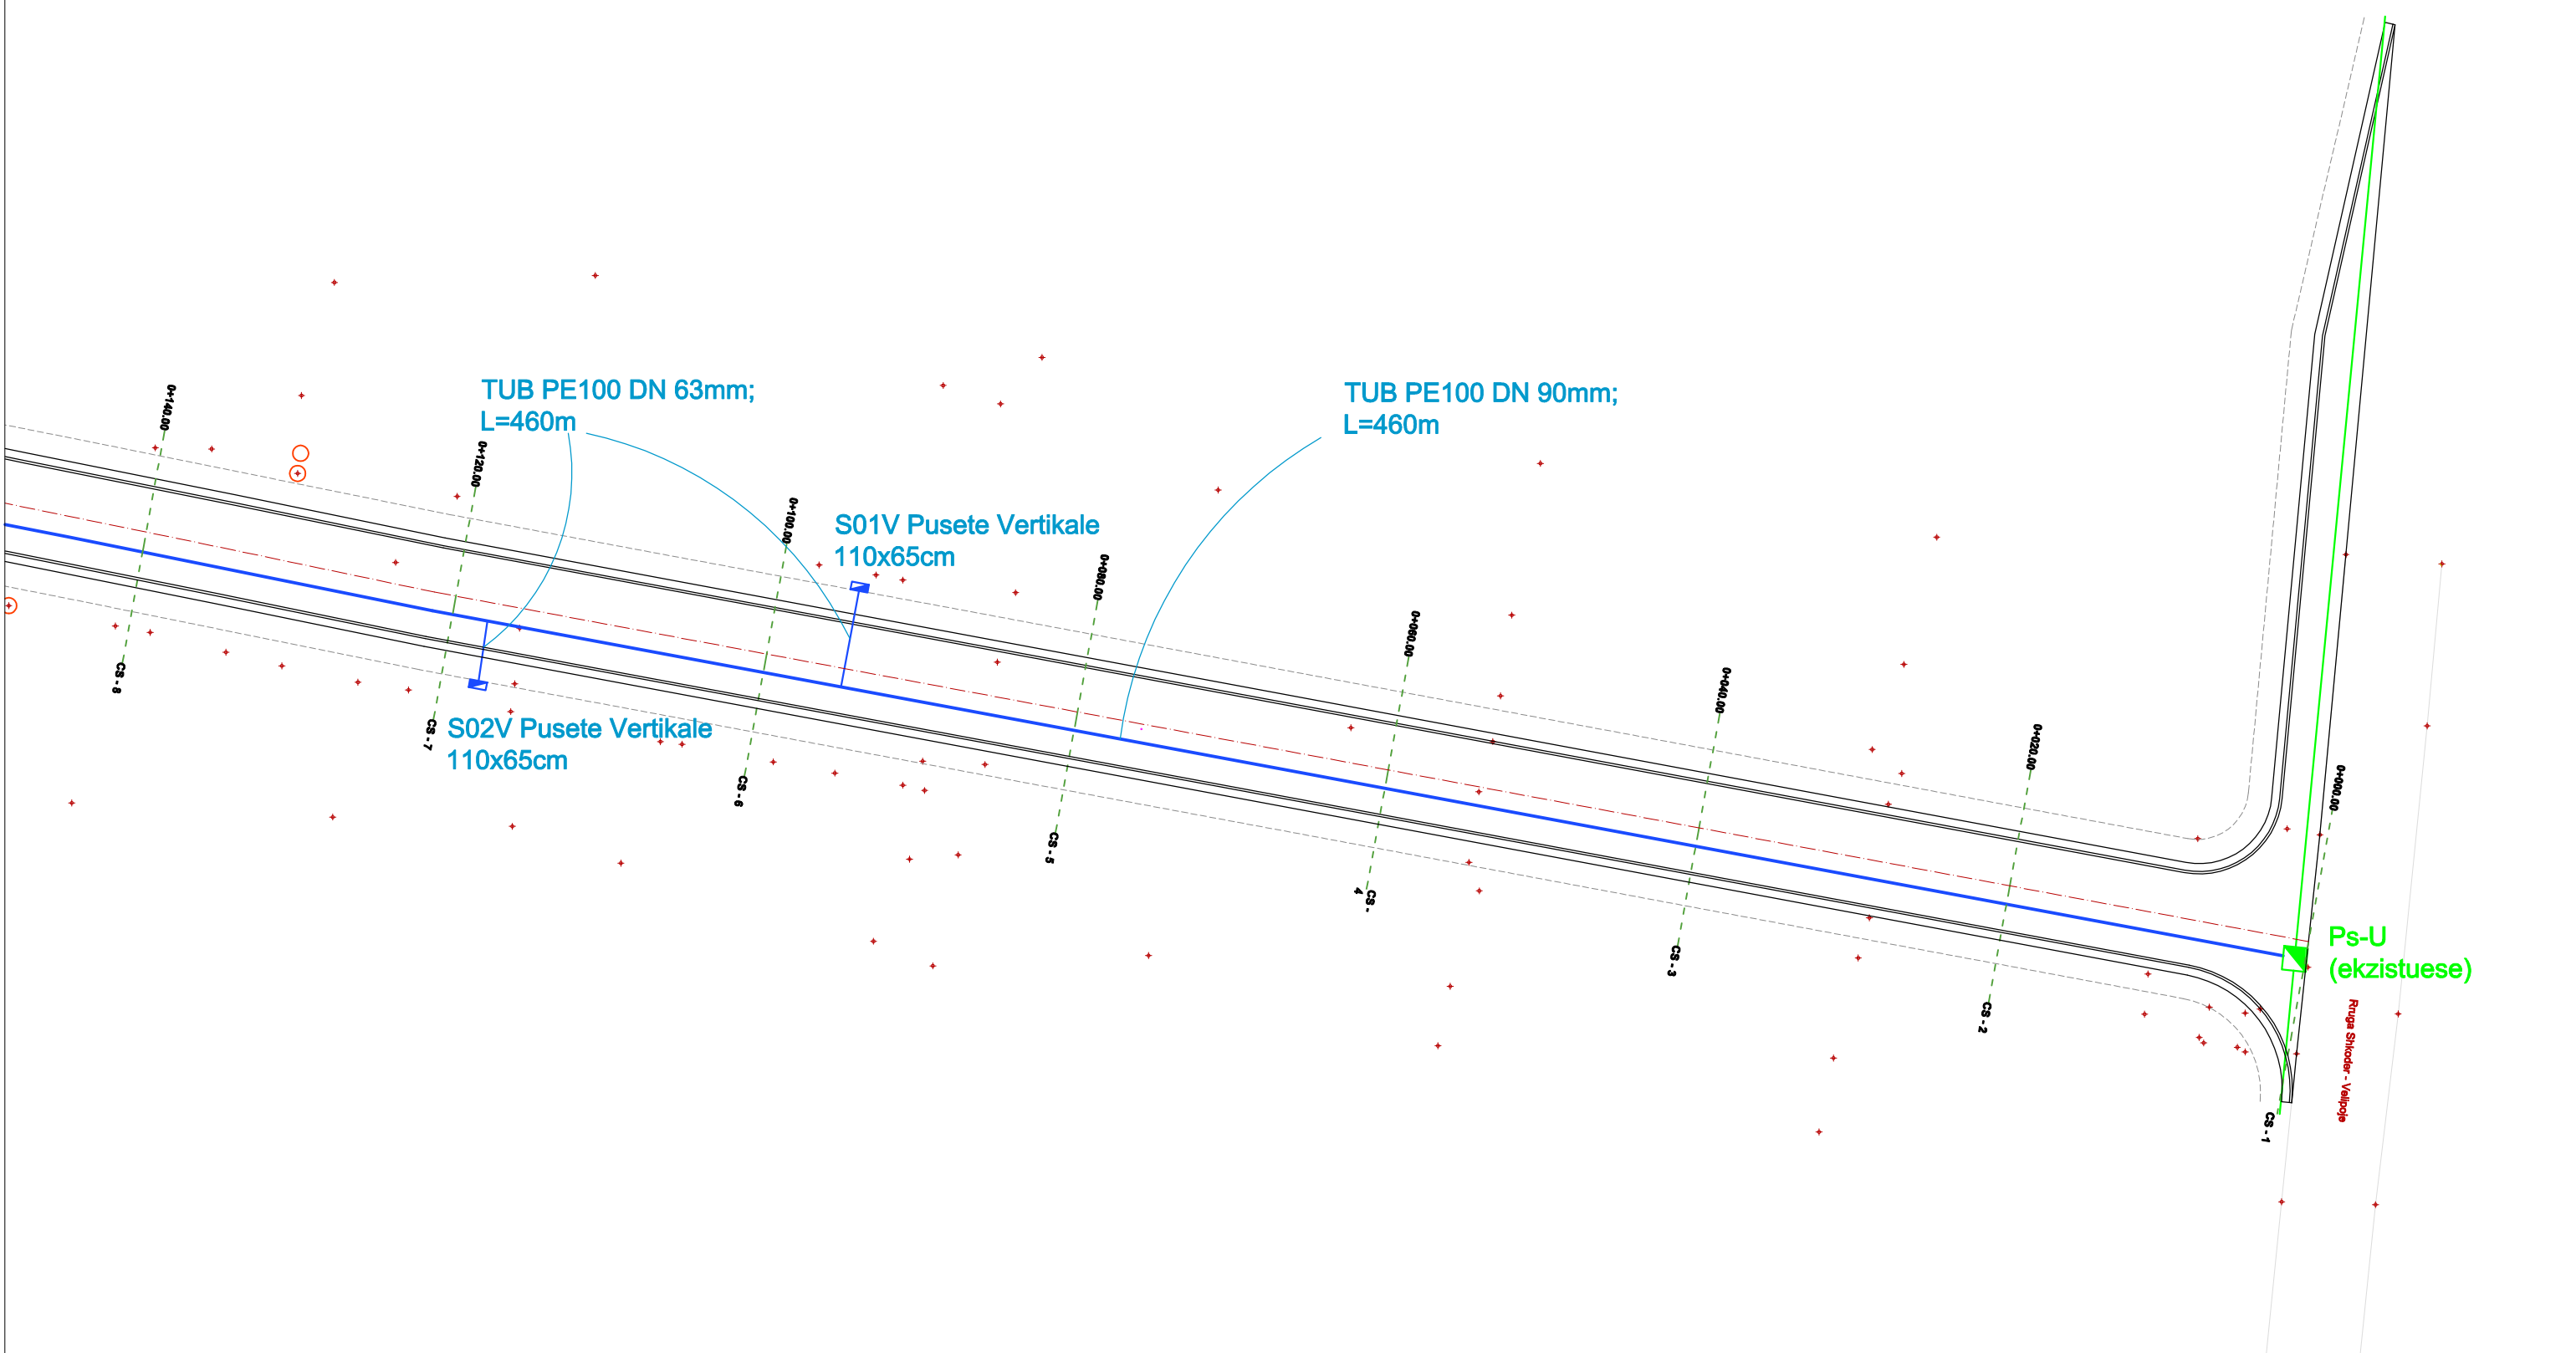 TUB PE100 DN 63mm;
L=460m
TUB PE100 DN 90mm;
L=460m
S01V Pusete Vertikale
110x65cm
S02V Pusete Vertikale
110x65cm
Ps-U
(ekzistuese)
Rruga Shkoder - Velipoje
0+140.00
0+120.00
0+100.00
0+080.00
0+060.00
0+040.00
0+020.00
0+000.00
CS - 8
CS - 7
CS - 6
CS - 5
CS -
4
CS - 3
CS - 2
CS - 1